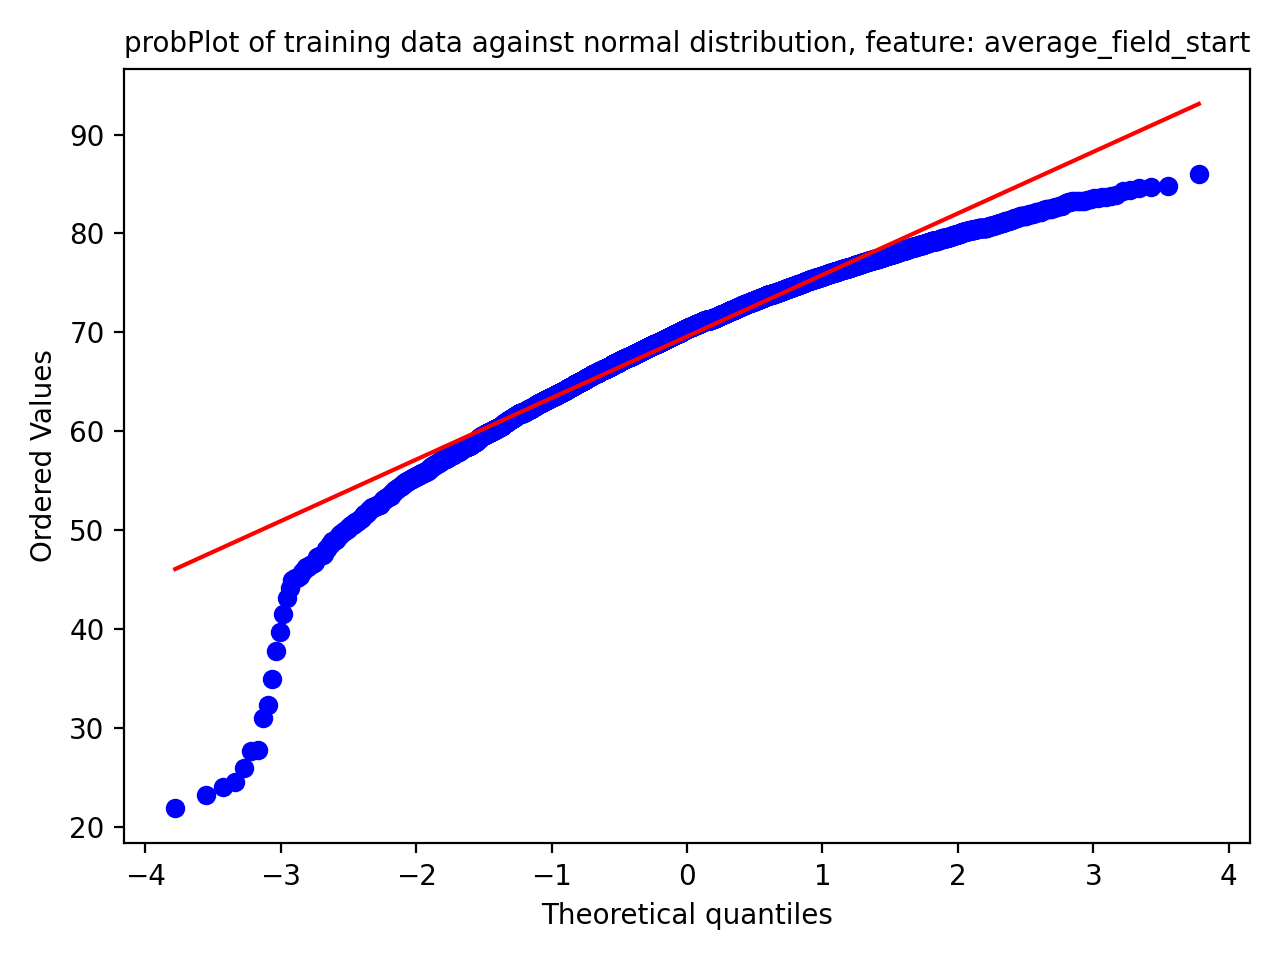 probPlot of training data against normal distribution, feature: average_field_start
90
80
70
60
50
40
30
20
Ordered Values
−4 −3 −2 −1 0 1 2 3 4
Theoretical quantiles